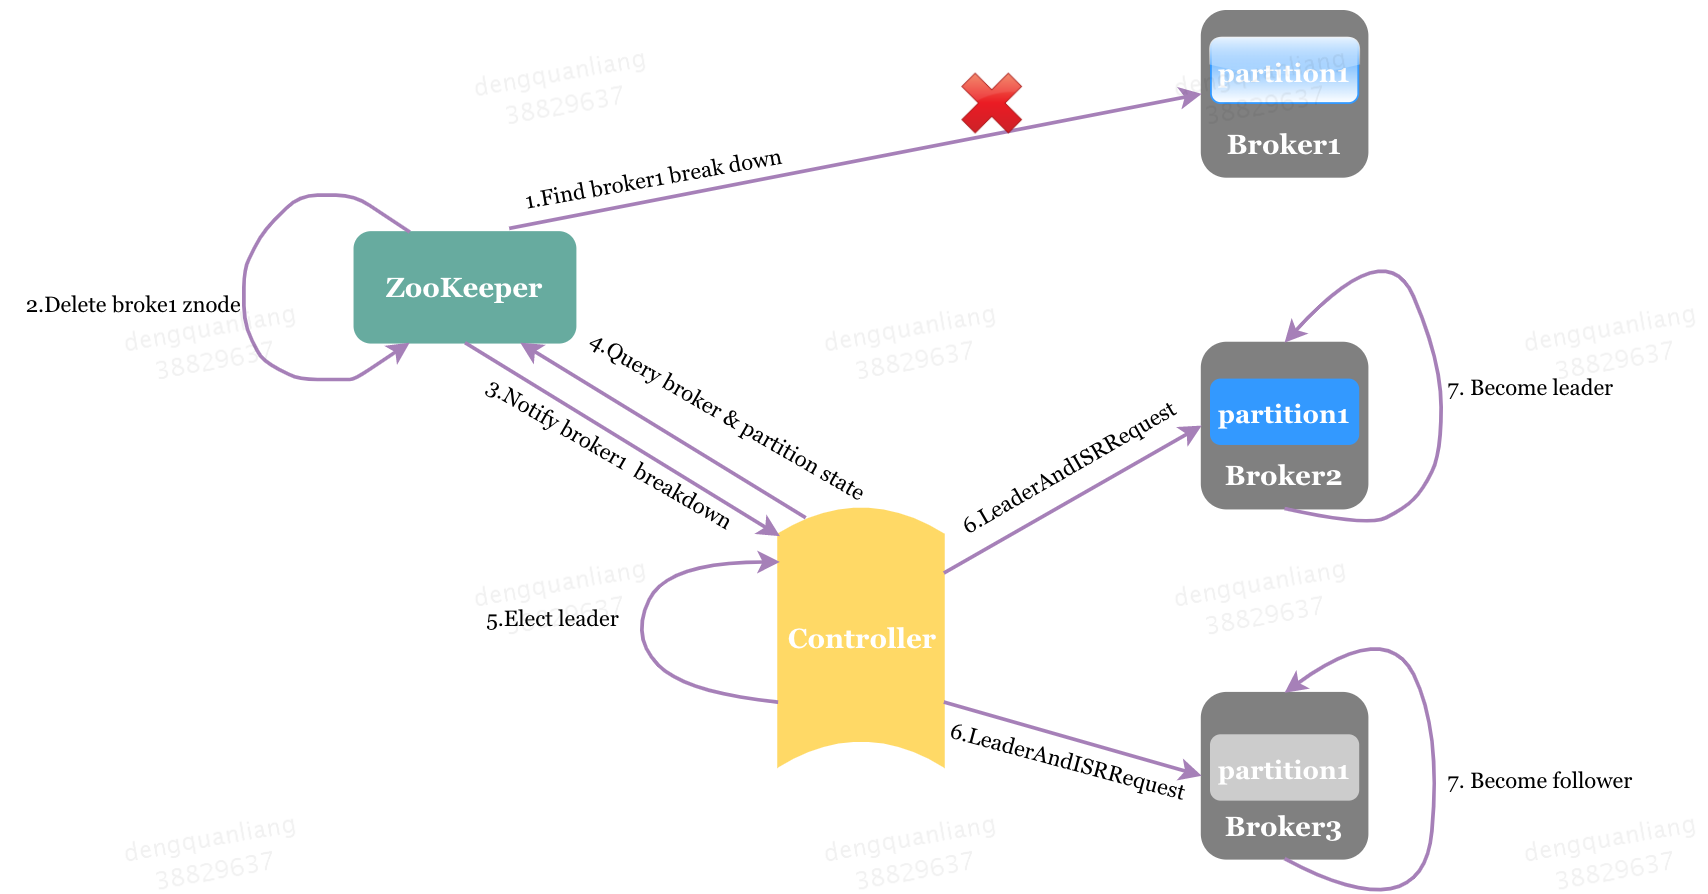 dengquanliang
38829637
partition1
dengquanliang
38829637
Broker1
1.Find broker1 break down
ZooKeeper
2.Delete broke1 znode
dengquanliang
38829637
dengquanliang
38829637
dengquanliang
38829637
4.Query broker & partition state
3.Notify broker1 breakdown
6.LeaderAndISRRequest
partition1
Broker2
7. Become leader
dengquanliang
38829637
dengquanliang
38829637
5.Elect leader
Controller
6.LeaderAndISRRequest
partition1
Broker3
7. Become follower
dengquanliang
38829637
dengquanliang
38829637
dengquanliang
38829637